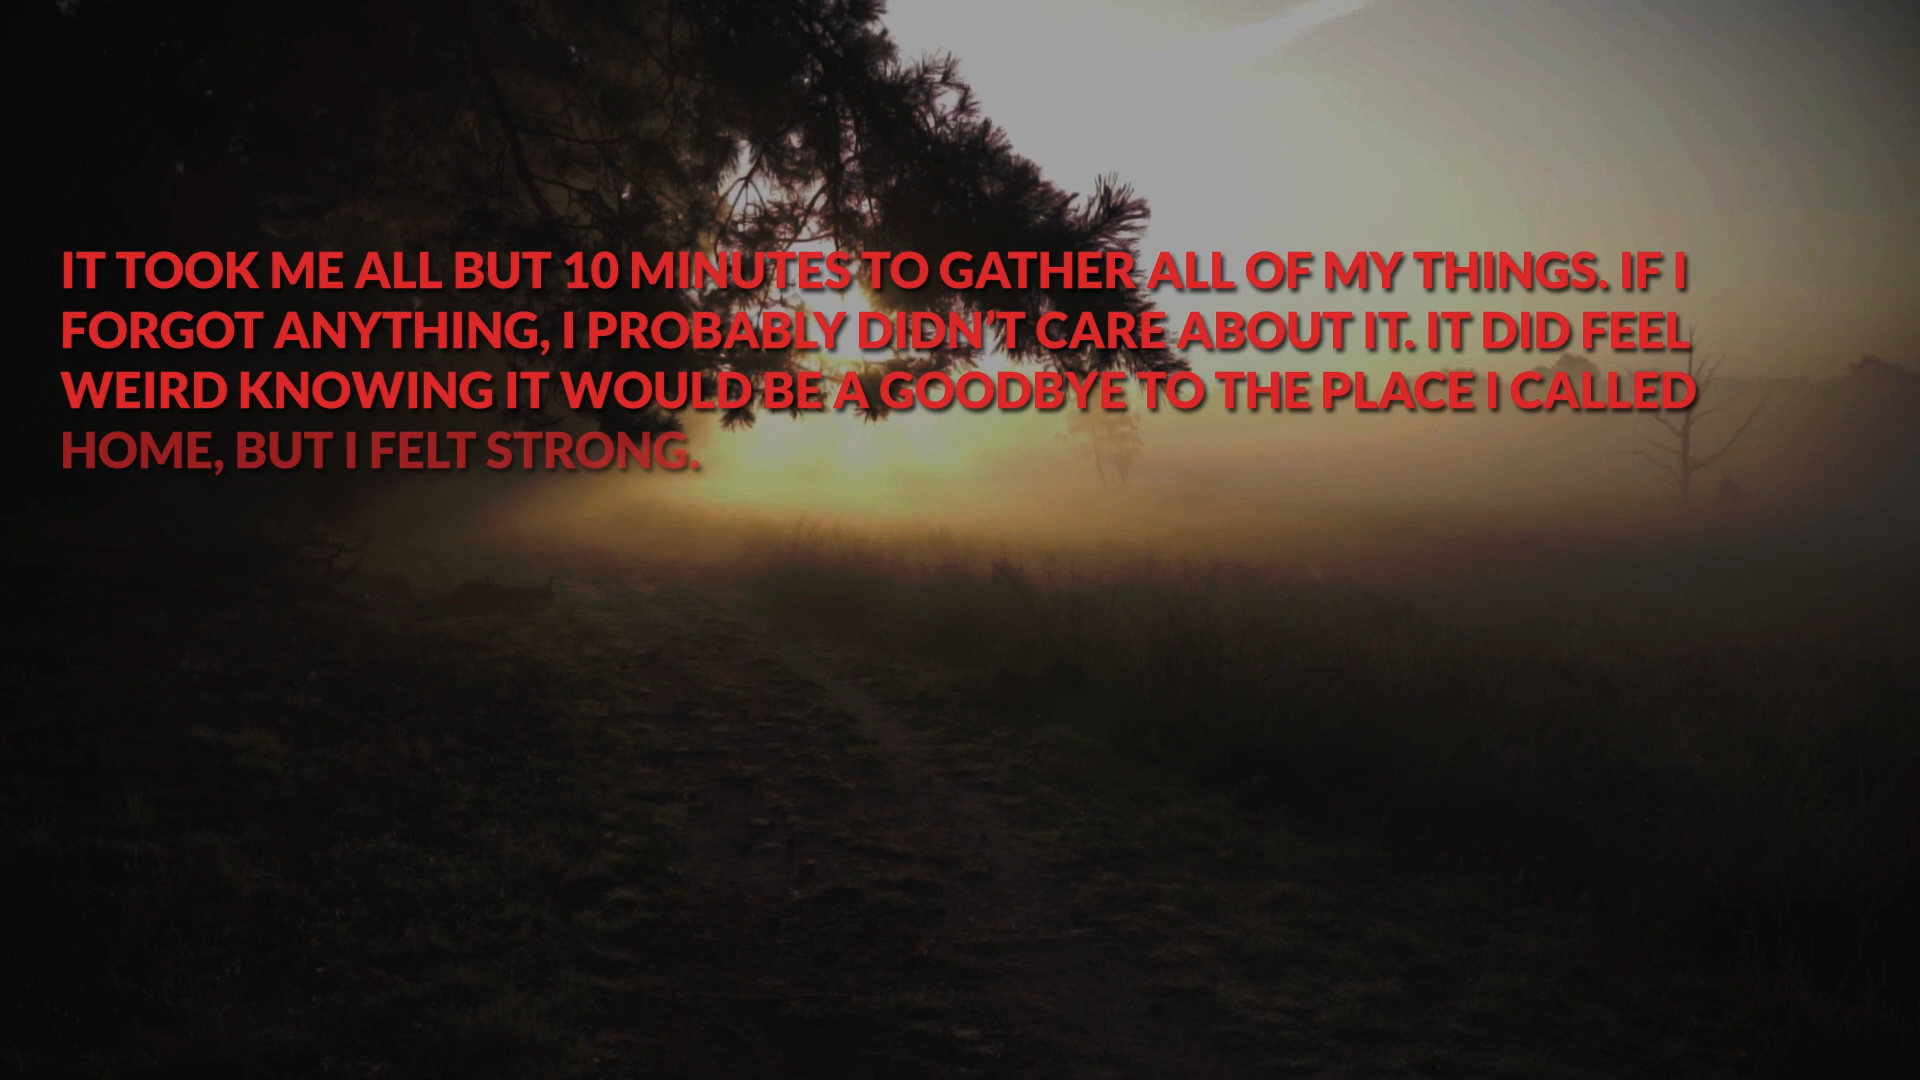 IT TOOK ME ALL BUT 10 MINUTES TO GATHER ALL OF MY THINGS. IF I
FORGOT ANYTHING, I PROBABLY DIDN'T CARE ABOUT IT. IT DID FEEL
WEIRD KNOWING IT WOULD BE A GOODBYE TO THE PLACE I CALLED
HOME, BUT I FELT STRONG.